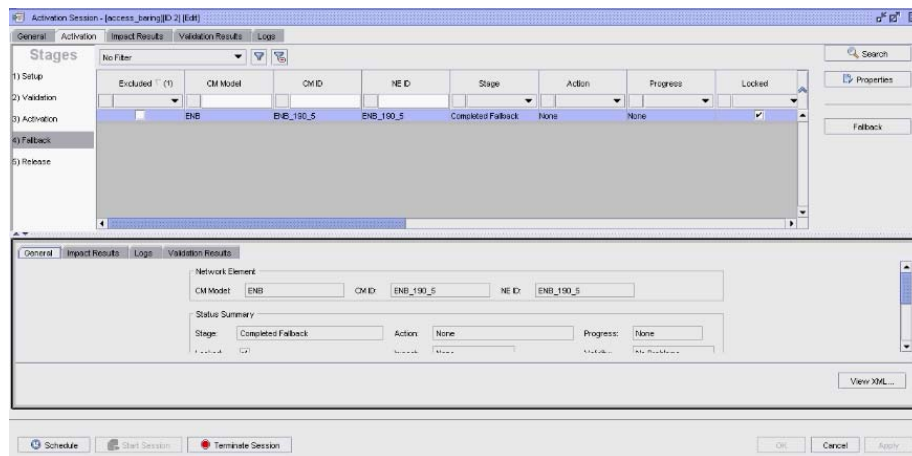 Activation Session - [access_baring][ID 2] [Edit]
General Activation Impact Results Validation Results Logs
Stages
No Filter
Search
1) Setup
Excluded (1) CM Model CM ID NE ID Stage Action Progress Locked
Properties
2) Validation
3) Activation
ENB ENB_190_5 ENB_190_5 Completed Fallback None None
Fallback
4) Fallback
5) Release
General Impact Results Logs Validation Results
Network Element
CM Model: ENB CM ID: ENB_190_5 NE ID: ENB_190_5
Status Summary
Stage: Completed Fallback Action: None Progress: None
View XML...
Schedule Start Session Terminate Session OK Cancel Apply